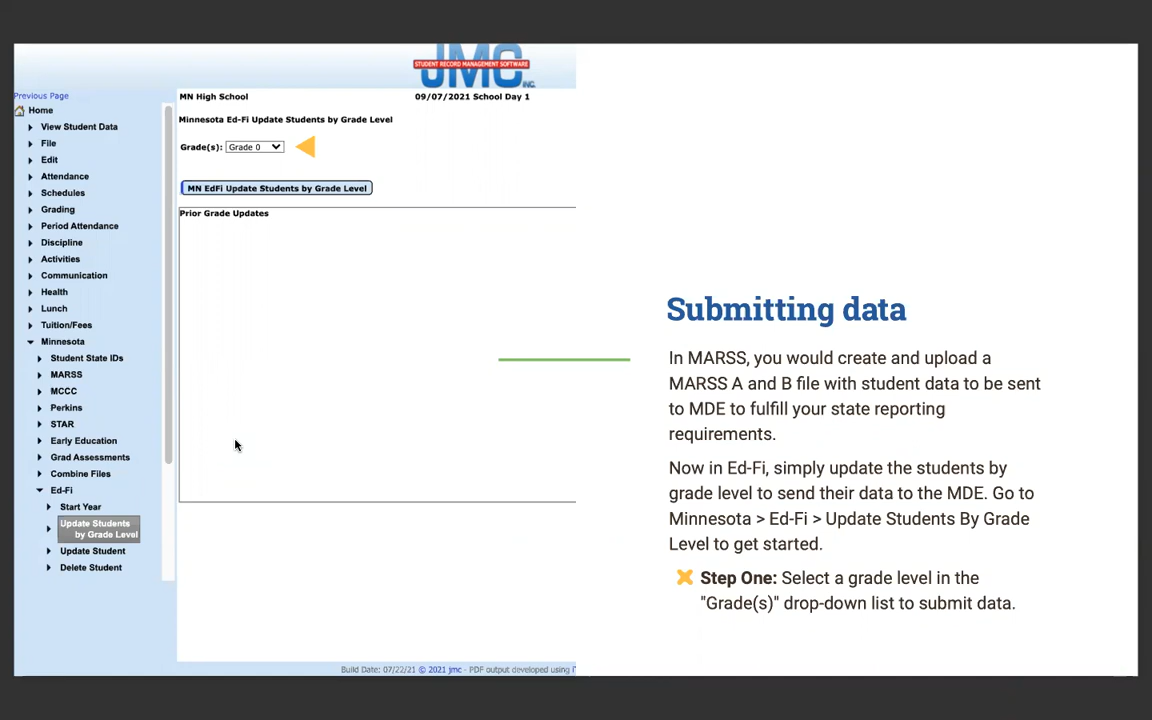 JMC
STUDENT RECORD MANAGEMENT SOFTWARE
INC.
Previous Page
Home
View Student Data
File
Edit
Attendance
Schedules
Grading
Period Attendance
Discipline
Activities
Communication
Health
Lunch
Tuition/Fees
Minnesota
Student State IDs
MARSS
MCCC
Perkins
STAR
Early Education
Grad Assessments
Combine Files
Ed-Fi
Start Year
Update Students
by Grade Level
Update Student
Delete Student
MN High School 09/07/2021 School Day 1
Minnesota Ed-Fi Update Students by Grade Level
Grade(s): Grade 0
MN EdFi Update Students by Grade Level
Prior Grade Updates
Build Date: 07/22/21 © 2021 jmc - PDF output developed using
Submitting data
In MARSS, you would create and upload a
MARSS A and B file with student data to be sent
to MDE to fulfill your state reporting
requirements.
Now in Ed-Fi, simply update the students by
grade level to send their data to the MDE. Go to
Minnesota > Ed-Fi > Update Students By Grade
Level to get started.
Step One: Select a grade level in the
"Grade(s)" drop-down list to submit data.